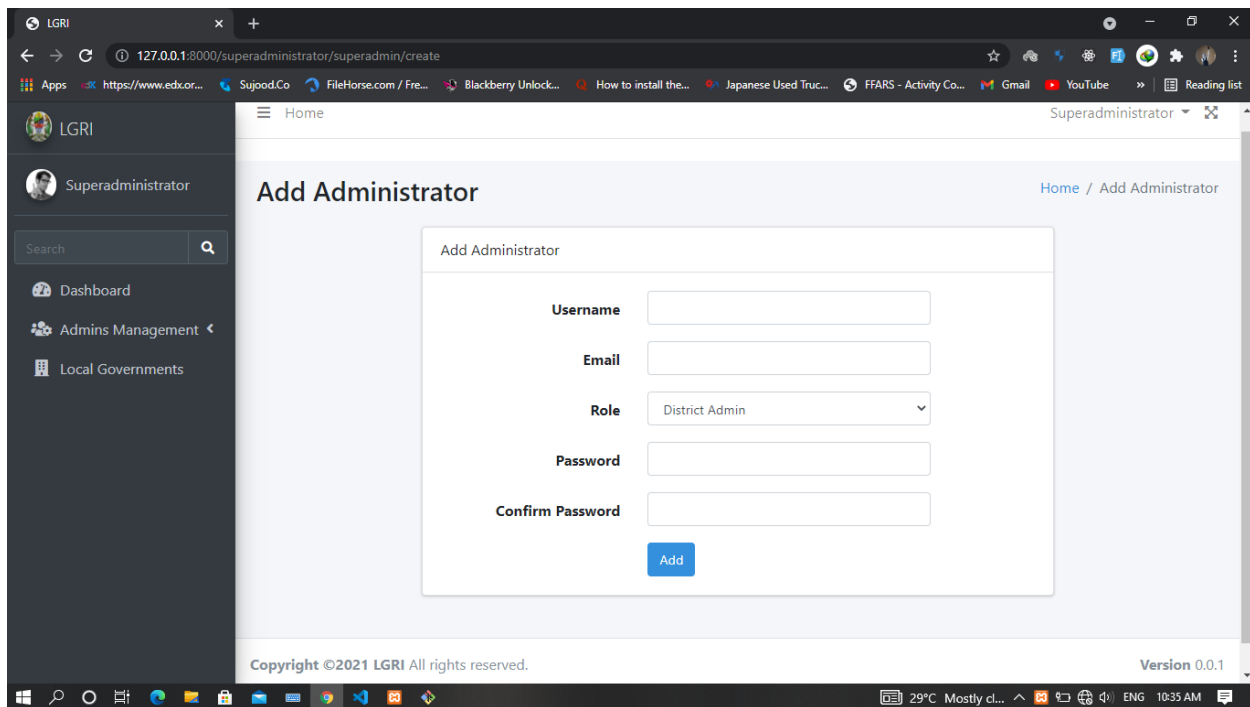 LGRI
127.0.0.1:8000/superadministrator/superadmin/create
Apps https://www.edx.or... Sujood.Co FileHorse.com / Fre... Blackberry Unlock... How to install the... Japanese Used Truc... FFARS - Activity Co... Gmail YouTube » Reading list
LGRI
Home
Superadministrator
Superadministrator
Search
Dashboard
Admins Management
Local Governments
Add Administrator
Home / Add Administrator
Add Administrator
Username
Email
Role District Admin
Password
Confirm Password
Add
Copyright ©2021 LGRI All rights reserved.
Version 0.0.1
29°C Mostly cl... ENG 10:35 AM